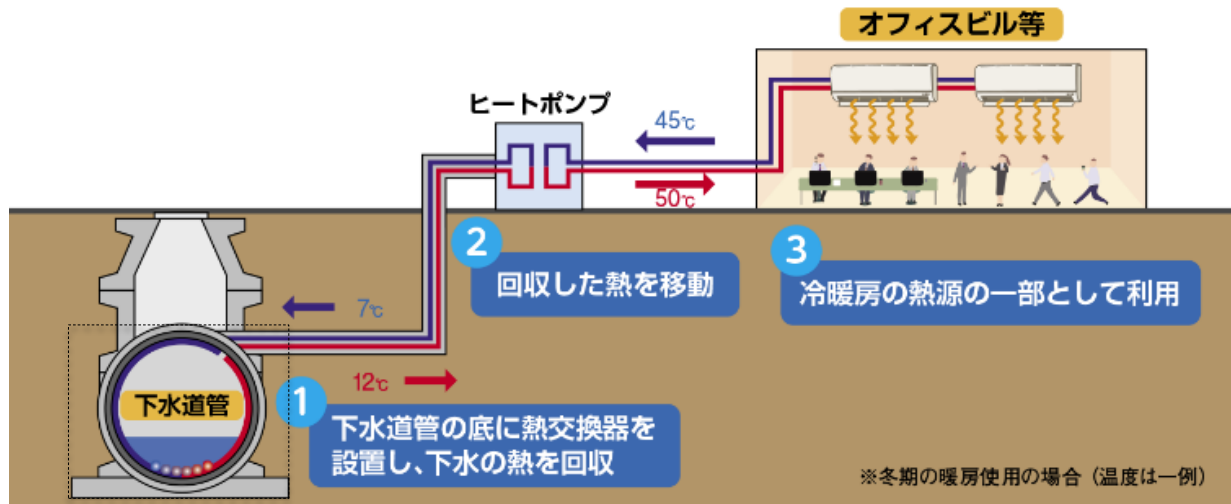 オフィスビル等
ヒートポンプ
45℃
50℃
2
回収した熱を移動
3
冷暖房の熱源の一部として利用
7℃
12℃
下水道管
1
下水道管の底に熱交換器を
設置し、下水の熱を回収
※冬期の暖房使用の場合（温度は一例）